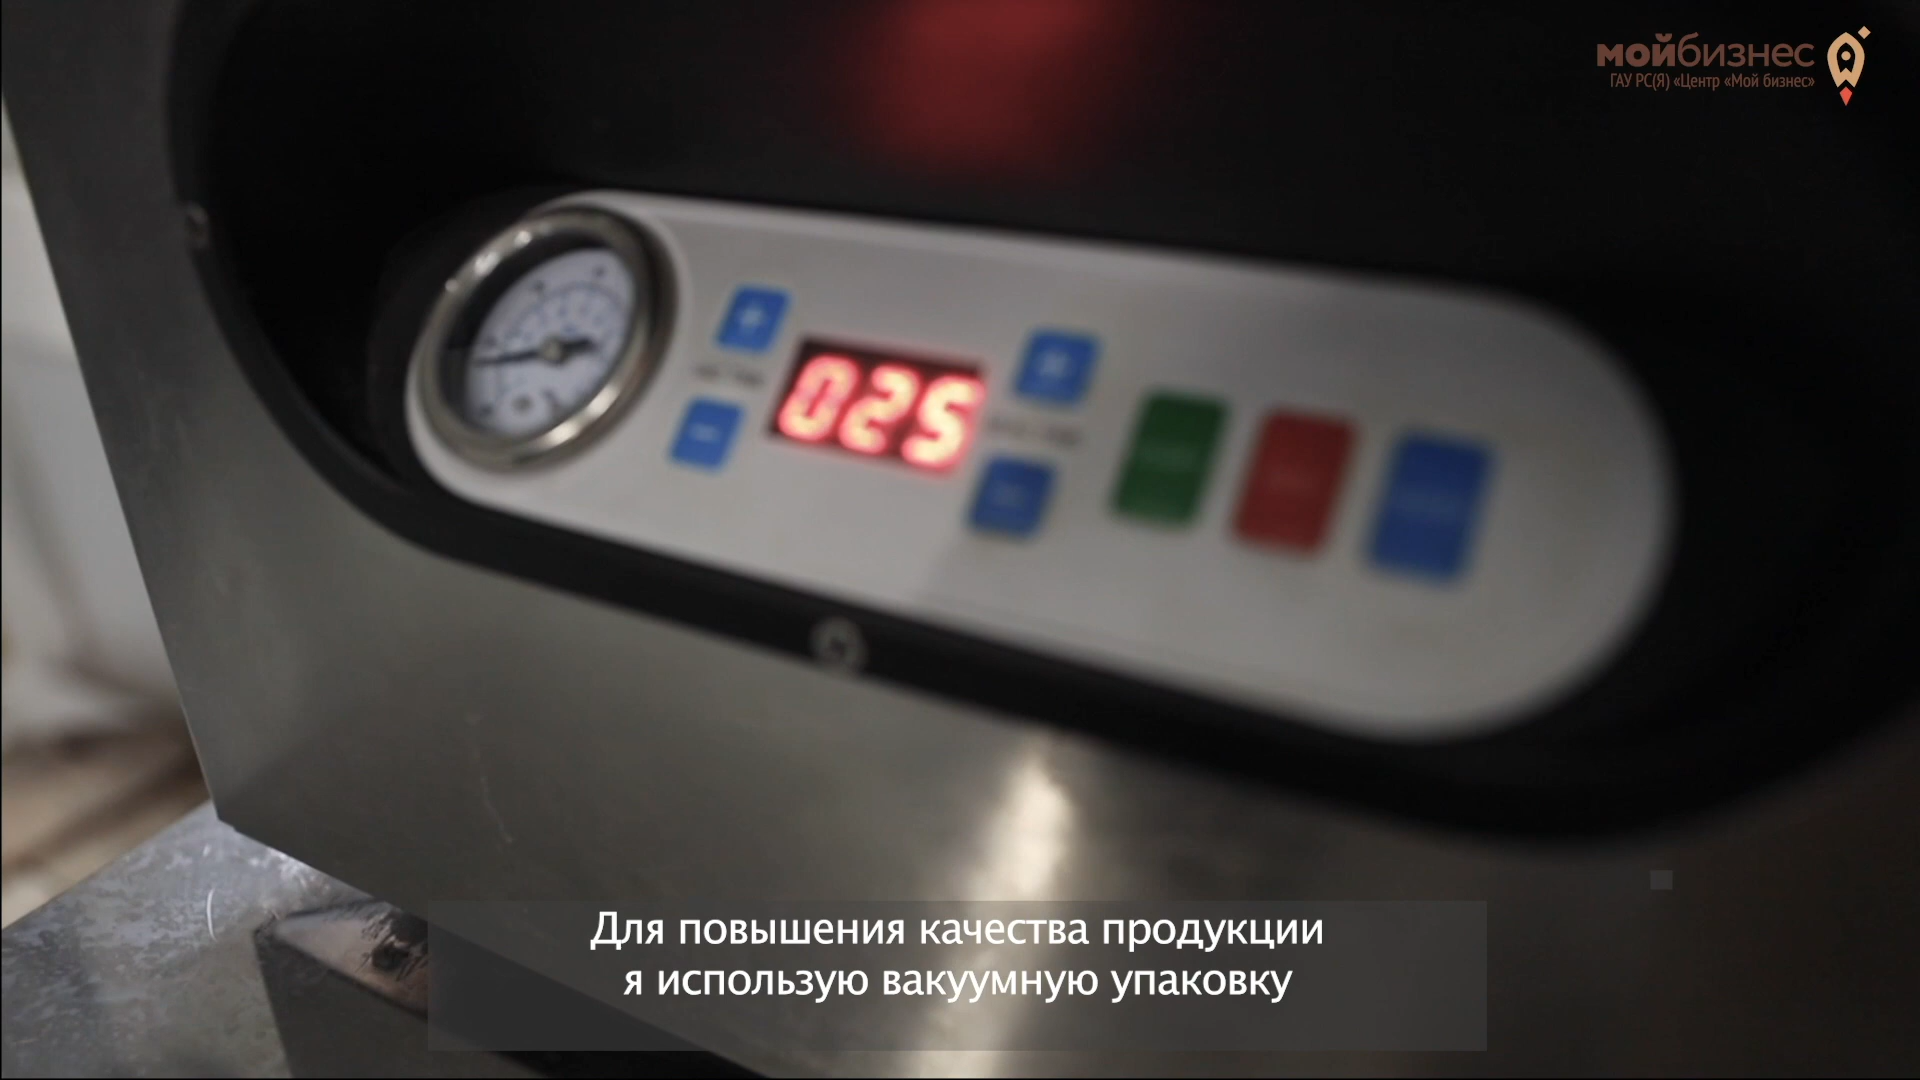 мойбизнес
ГАУ РС(Я) «Центр «Мой бизнес»
025
Для повышения качества продукции
я использую вакуумную упаковку